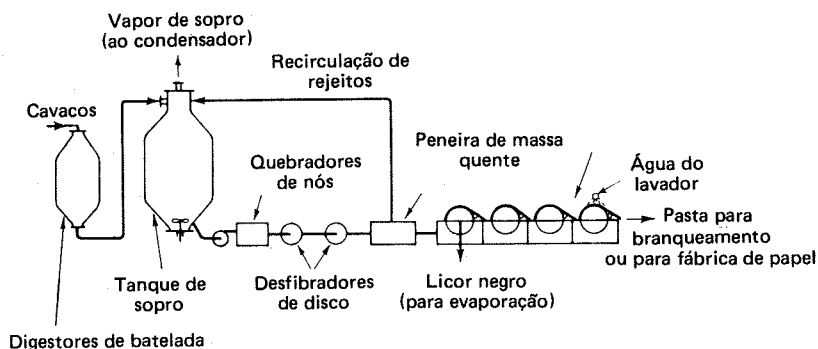 Vapor de sopro
(ao condensador)
Recirculação de
rejeitos
Cavacos
Quebradores
de nós
Peneira de massa
quente
Água do
lavador
Pasta para
branqueamento
ou para fábrica de papel
Tanque de
sopro
Desfibradores
de disco
Licor negro
(para evaporação)
Digestores de batelada